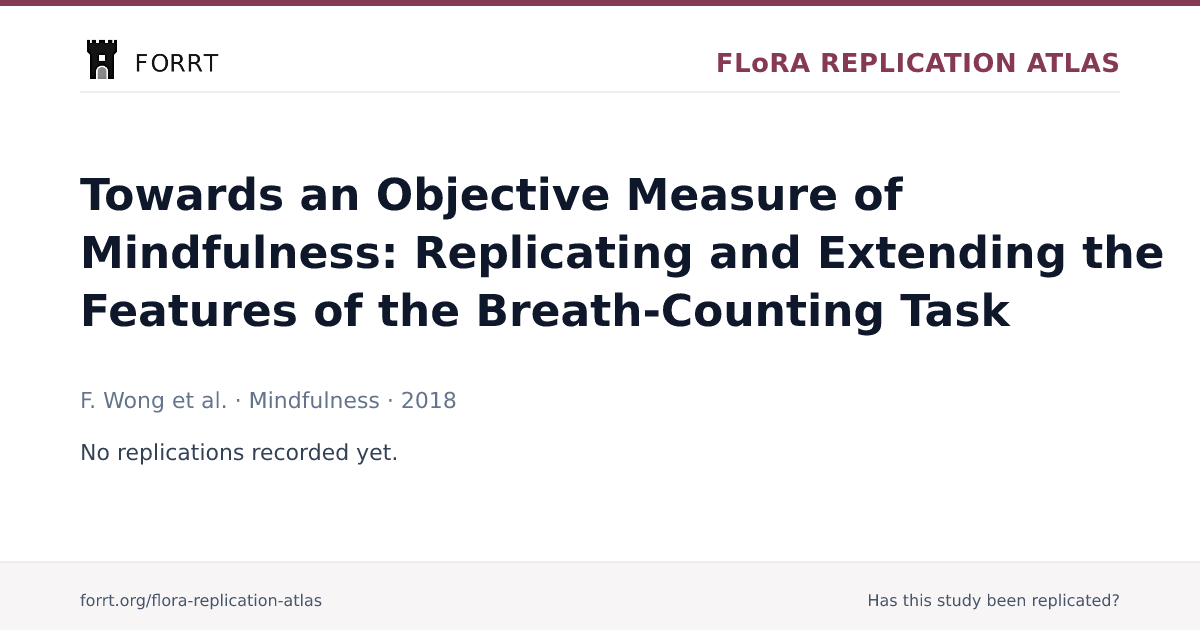 FORRT
FLoRA REPLICATION ATLAS
Towards an Objective Measure of
Mindfulness: Replicating and Extending the
Features of the Breath-Counting Task
F. Wong et al. · Mindfulness · 2018
No replications recorded yet.
forrt.org/flora-replication-atlas
Has this study been replicated?